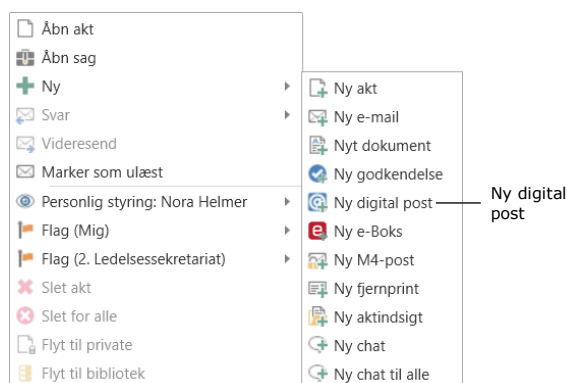 Åbn akt
Åbn sag
Ny
Svar
Videresend
Marker som ulæst
Personlig styring: Nora Helmer
Flag (Mig)
Flag (2. Ledelsessekretariat)
Slet akt
Slet for alle
Flyt til private
Flyt til bibliotek
Ny akt
Ny e-mail
Nyt dokument
Ny godkendelse
Ny digital post
Ny e-Boks
Ny M4-post
Ny fjernprint
Ny aktindsigt
Ny chat
Ny chat til alle
Ny digital
post